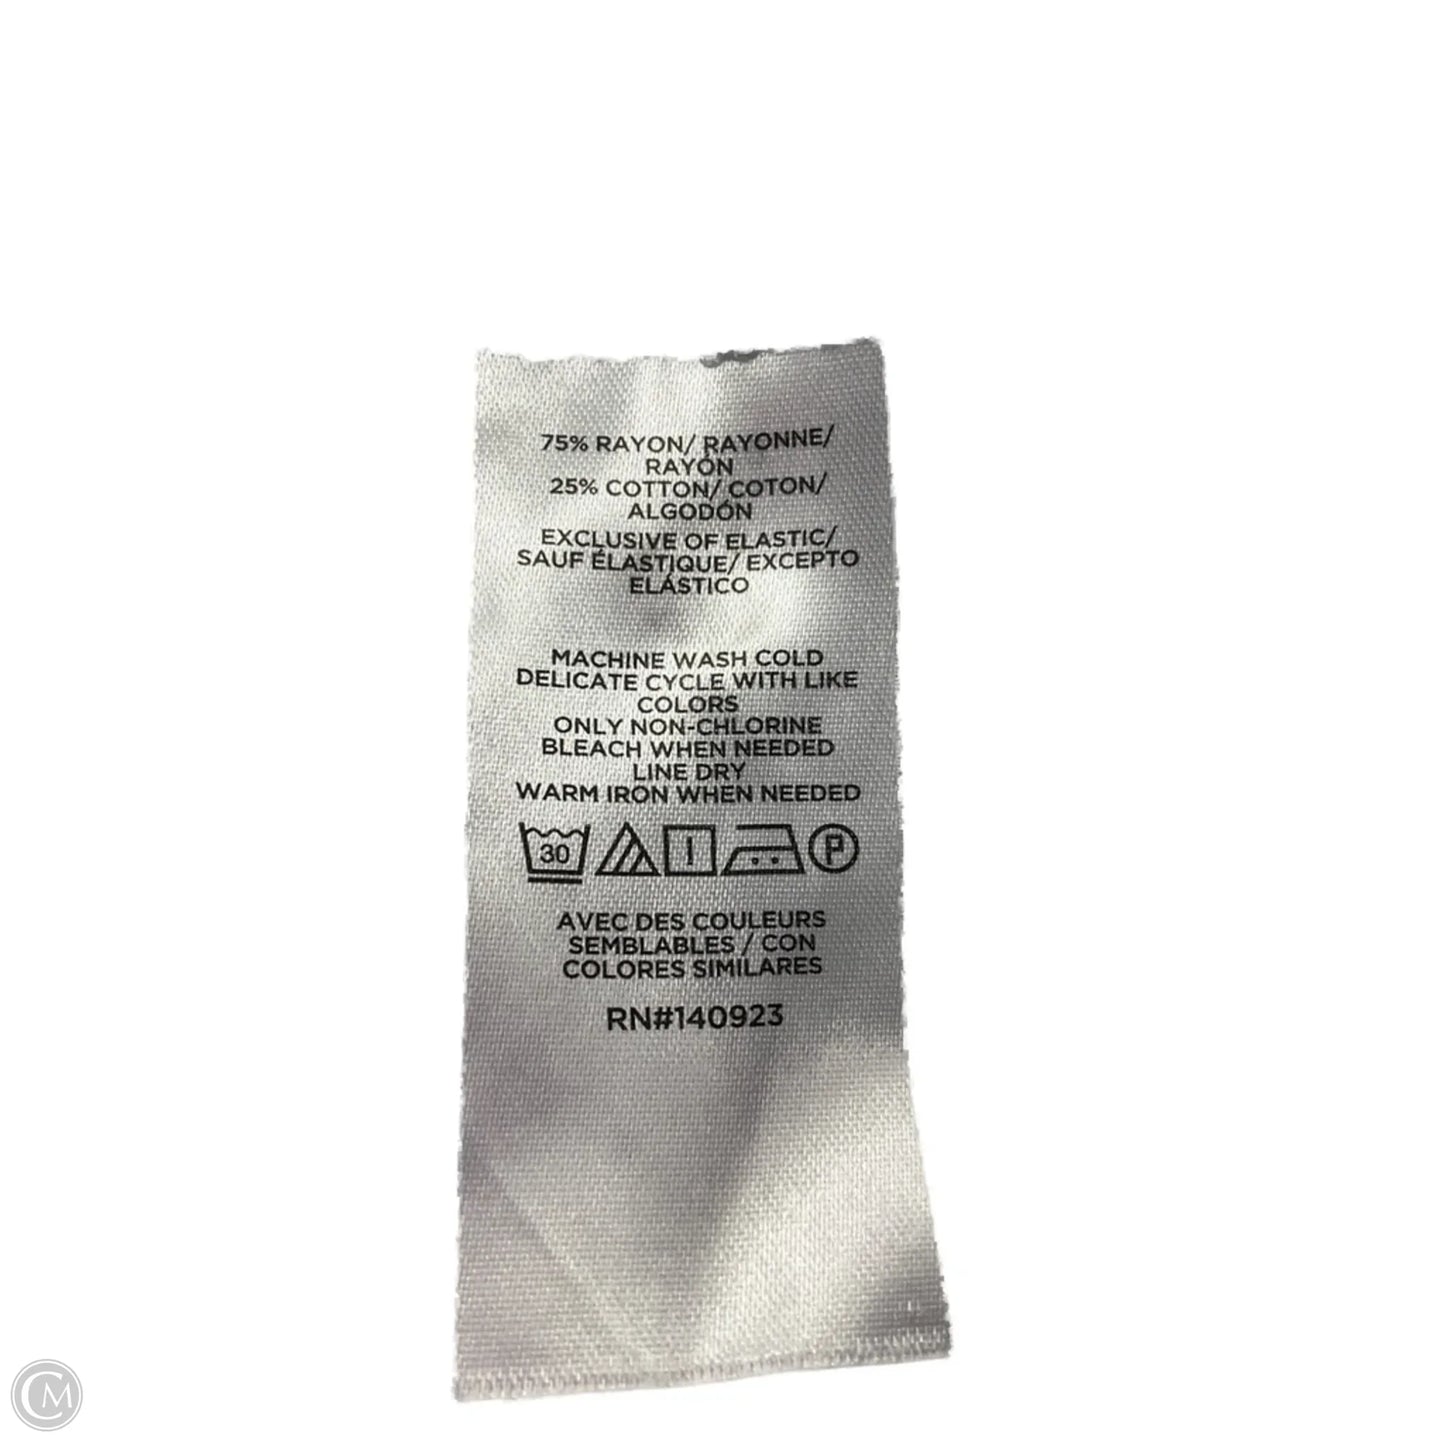 75% RAYON/ RAYONNE/
RAYÓN
25% COTTON/ COTON/
ALGODÓN
EXCLUSIVE OF ELASTIC/
SAUF ÉLASTIQUE/ EXCEPTO
ELÁSTICO
MACHINE WASH COLD
DELICATE CYCLE WITH LIKE
COLORS
ONLY NON-CHLORINE
BLEACH WHEN NEEDED
LINE DRY
WARM IRON WHEN NEEDED
30 P
AVEC DES COULEURS
SEMBLABLES / CON
COLORES SIMILARES
RN#140923
CM